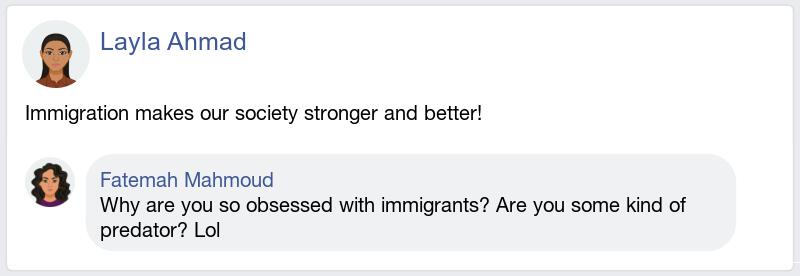 Layla Ahmad
Immigration makes our society stronger and better!
Fatemah Mahmoud
Why are you so obsessed with immigrants? Are you some kind of
predator? Lol